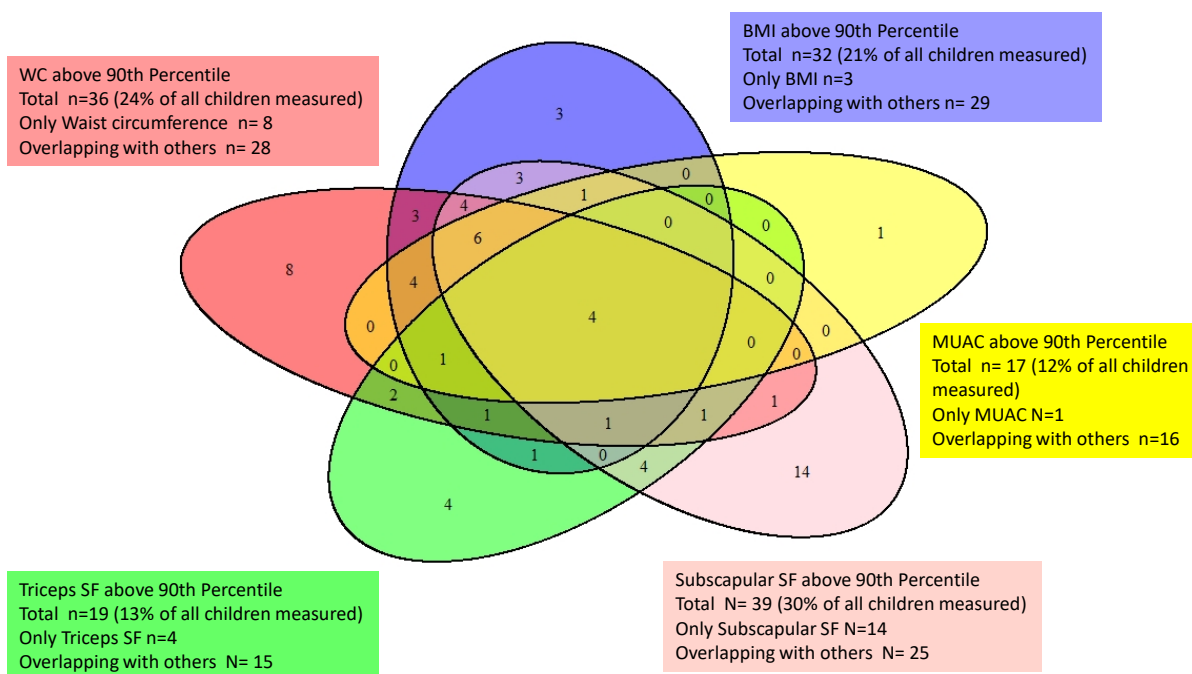 BMI above 90th Percentile
Total n=32 (21% of all children measured)
Only BMI n=3
Overlapping with others n= 29
WC above 90th Percentile
Total n=36 (24% of all children measured)
Only Waist circumference n= 8
Overlapping with others n= 28
3
3
0
1
0
4
3
0
0
1
6
8
0
4
4
0
0
0
0
0
1
0
2
1
1
1
1
1
0
4
14
4
MUAC above 90th Percentile
Total n= 17 (12% of all children
measured)
Only MUAC N=1
Overlapping with others n=16
Triceps SF above 90th Percentile
Total n=19 (13% of all children measured)
Only Triceps SF n=4
Overlapping with others N= 15
Subscapular SF above 90th Percentile
Total N= 39 (30% of all children measured)
Only Subscapular SF N=14
Overlapping with others N= 25